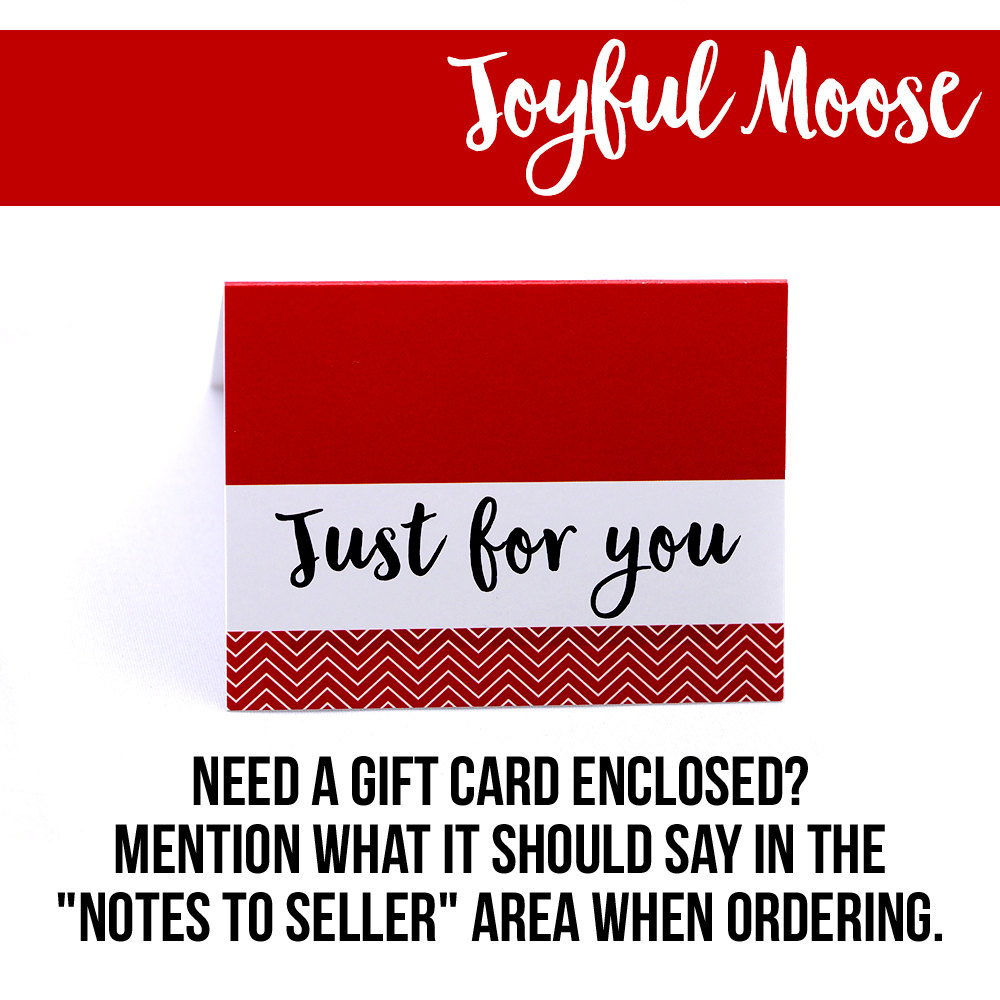 Joyful Moose
Just for you
NEED A GIFT CARD ENCLOSED?
MENTION WHAT IT SHOULD SAY IN THE
"NOTES TO SELLER" AREA WHEN ORDERING.